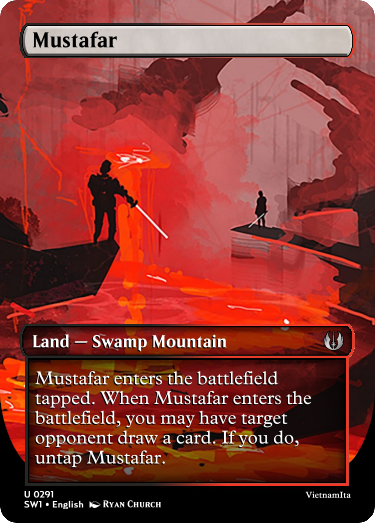 Mustafar
Land — Swamp Mountain
Mustafar enters the battlefield
tapped. When Mustafar enters the
battlefield, you may have target
opponent draw a card. If you do,
untap Mustafar.
U 0291
SW1 • English RYAN CHURCH
VietnamIta